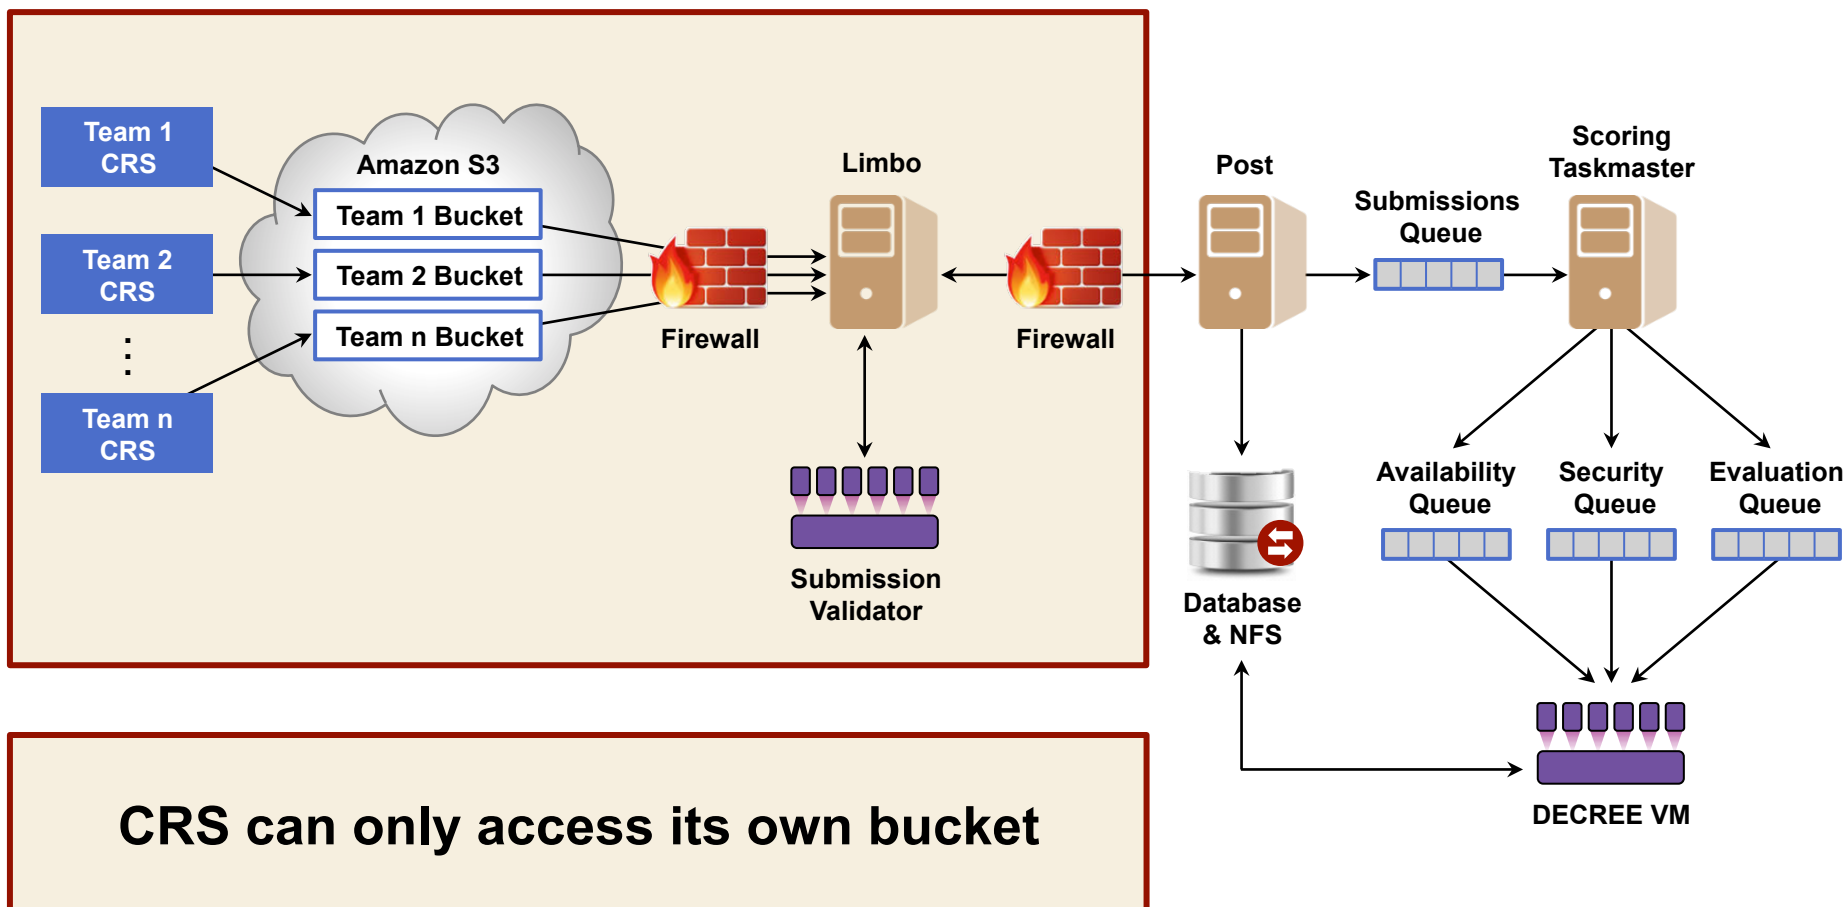 Team 1
CRS
Team 2
CRS
Team n
CRS
Amazon S3
Team 1 Bucket
Team 2 Bucket
Team n Bucket
Firewall
Limbo
Submission
Validator
Firewall
Post
Database
& NFS
Submissions
Queue
Scoring
Taskmaster
Availability
Queue
Security
Queue
Evaluation
Queue
DECREE VM
CRS can only access its own bucket